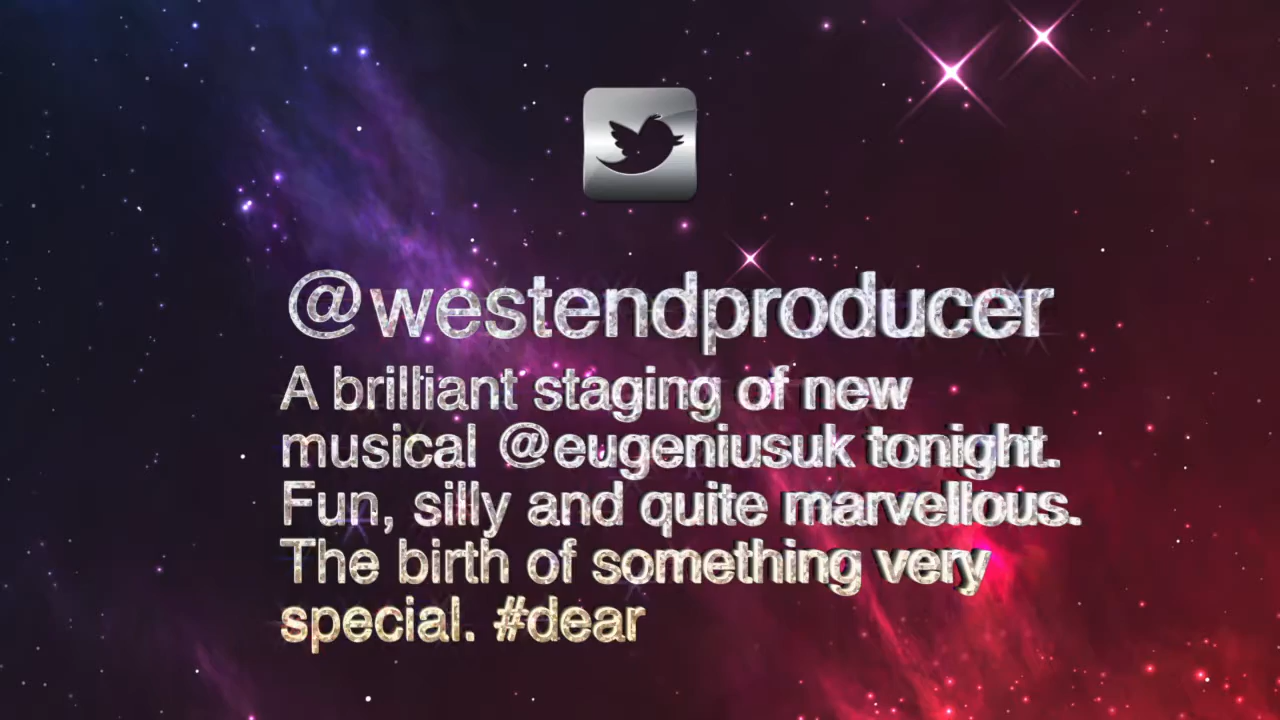 @westendproducer
A brilliant staging of new
musical @eugeniusuk tonight.
Fun, silly and quite marvellous.
The birth of something very
special. #dear